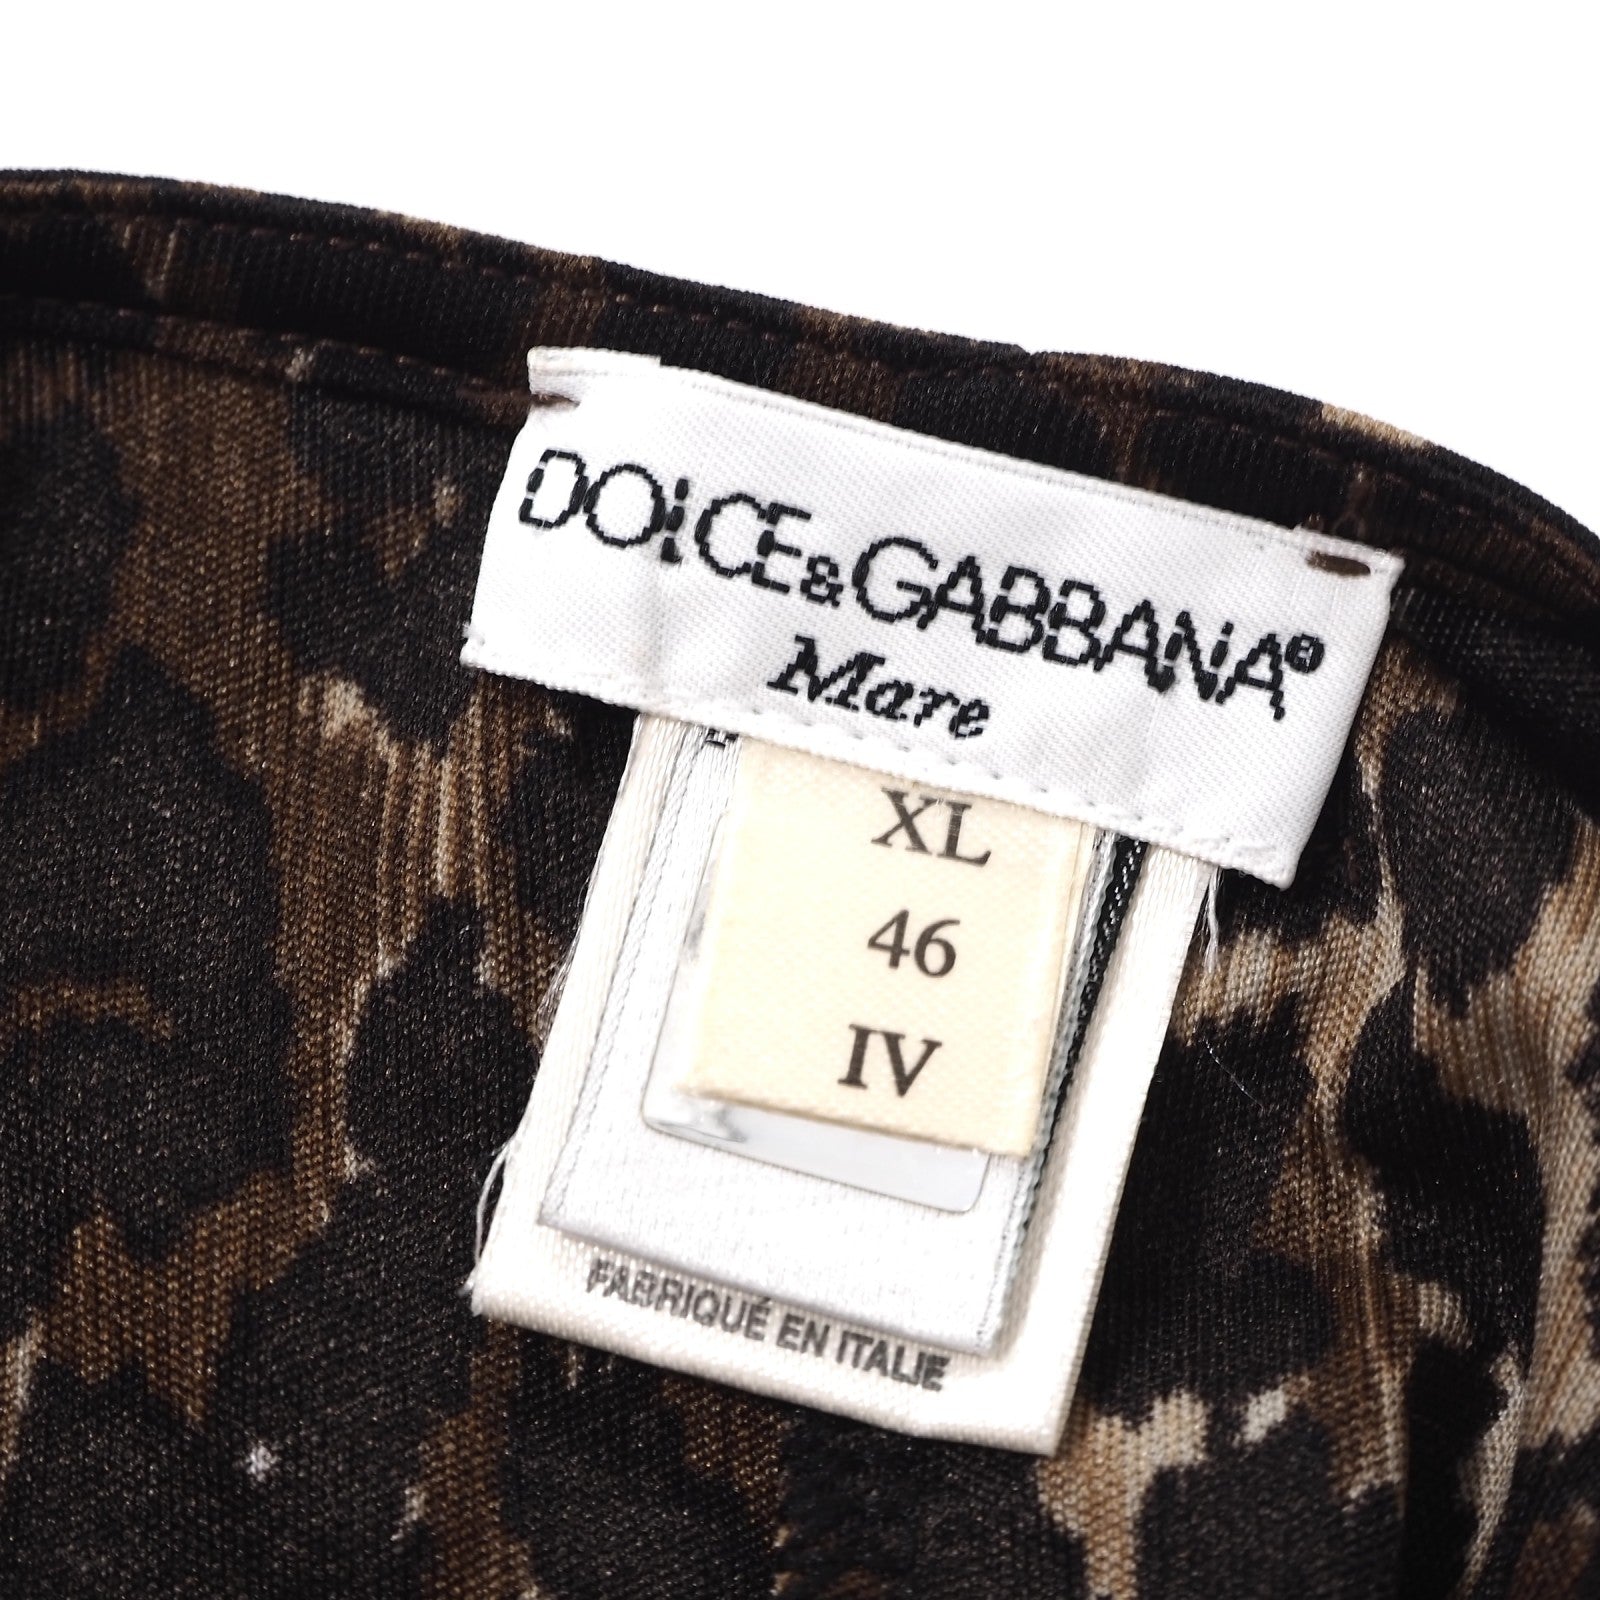 DOLCE&GABBANA®
Mare
XL
46
IV
FABRIQUÉ EN ITALIE